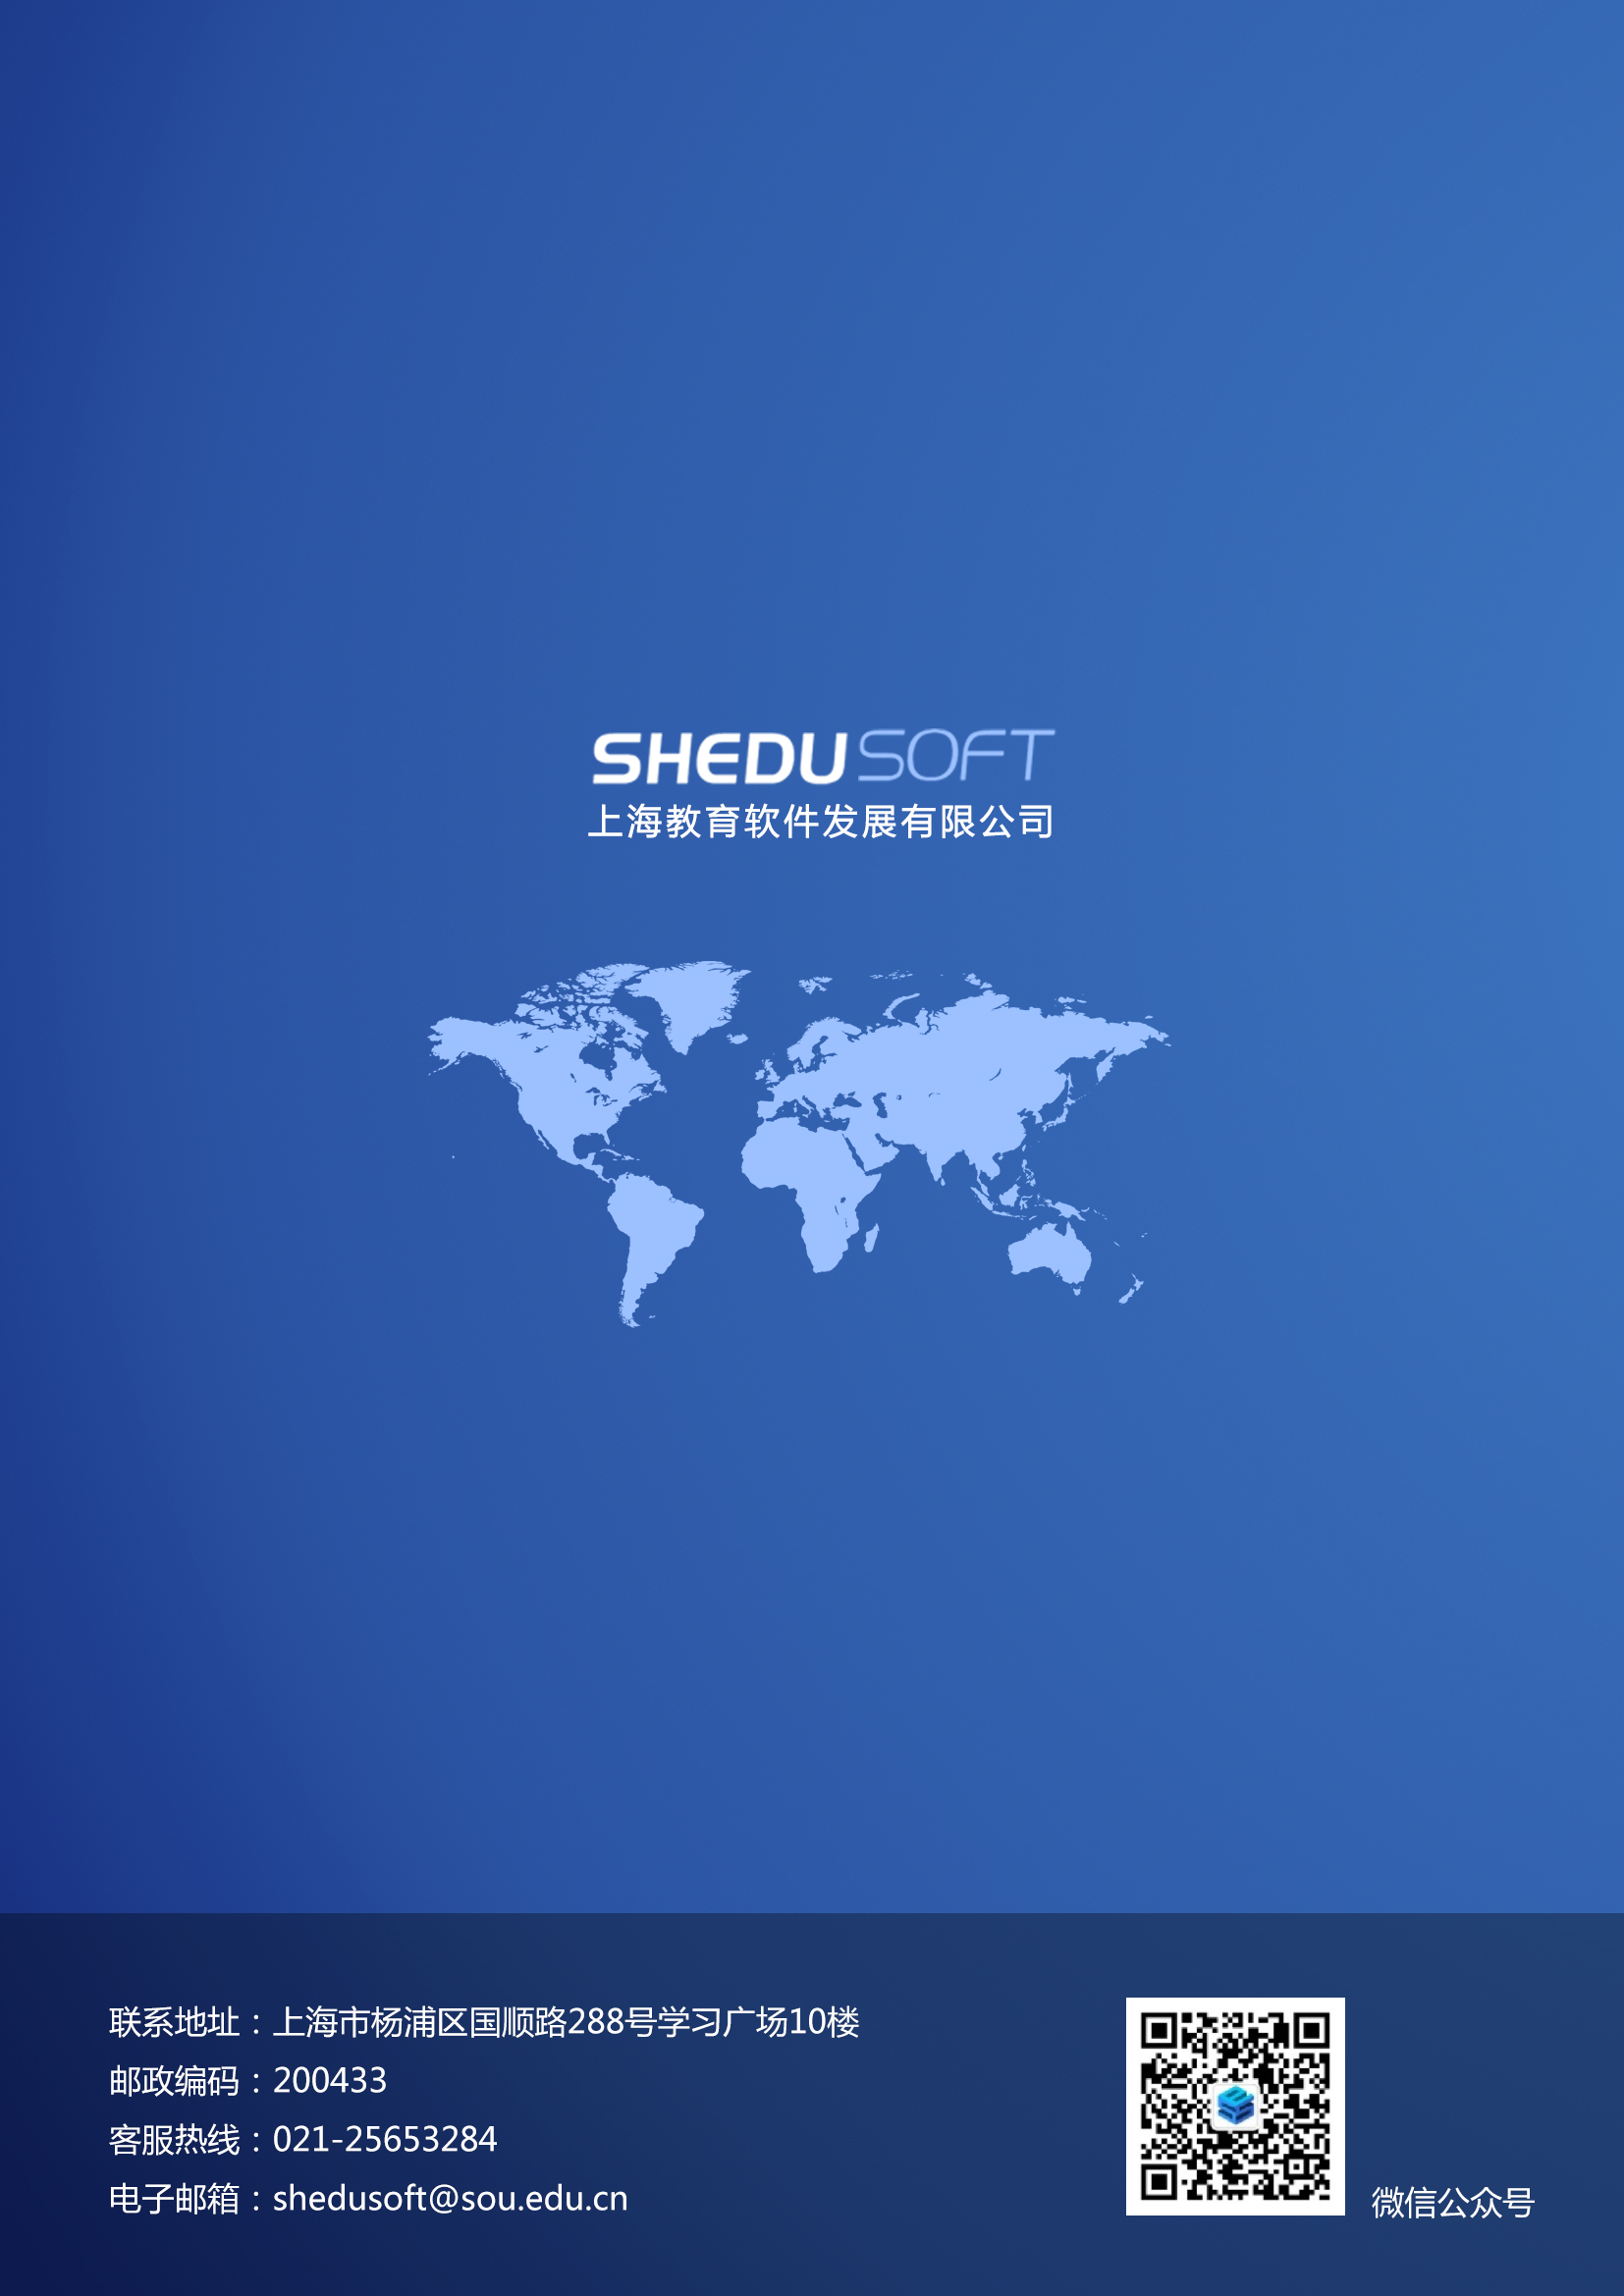 SHEDUSOFT
上海教育软件发展有限公司
联系地址：上海市杨浦区国顺路288号学习广场10楼
邮政编码：200433
客服热线：021-25653284
电子邮箱：shedusoft@sou.edu.cn
微信公众号